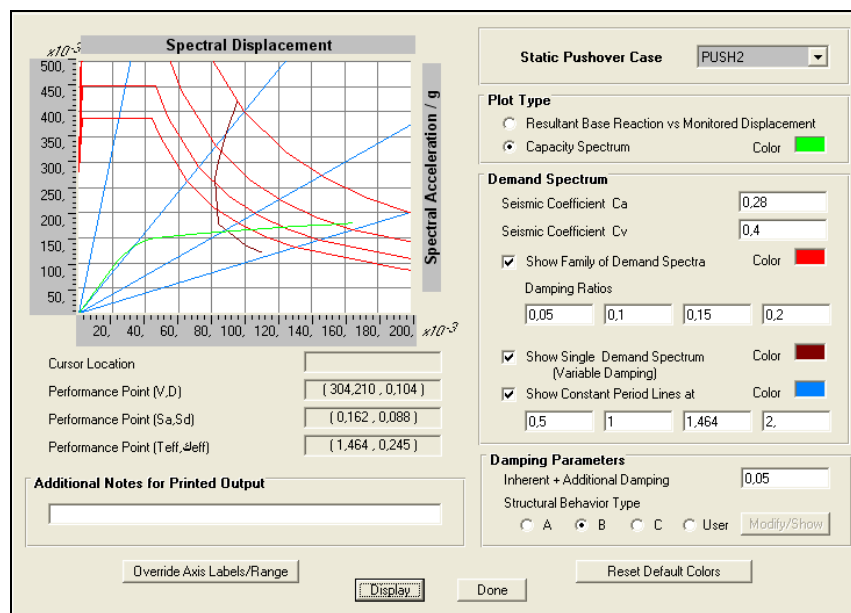 Spectral Displacement
x10⁻³
500,
450,
400,
350,
300,
250,
200,
150,
100,
50,
Spectral Acceleration / g
20, 40, 60, 80, 100, 120, 140, 160, 180, 200, x10⁻³
Cursor Location
Performance Point (V,D) ( 304,210 , 0,104 )
Performance Point (Sa,Sd) ( 0,162 , 0,088 )
Performance Point (Teff,كeff) ( 1,464 , 0,245 )
Additional Notes for Printed Output
Override Axis Labels/Range
Static Pushover Case PUSH2
Plot Type
Resultant Base Reaction vs Monitored Displacement
Capacity Spectrum Color
Demand Spectrum
Seismic Coefficient Ca 0,28
Seismic Coefficient Cv 0,4
Show Family of Demand Spectra Color
Damping Ratios
0,05 0,1 0,15 0,2
Show Single Demand Spectrum Color
(Variable Damping)
Show Constant Period Lines at Color
0,5 1 1,464 2,
Damping Parameters
Inherent + Additional Damping 0,05
Structural Behavior Type
A B C User Modify/Show
Reset Default Colors
Display Done